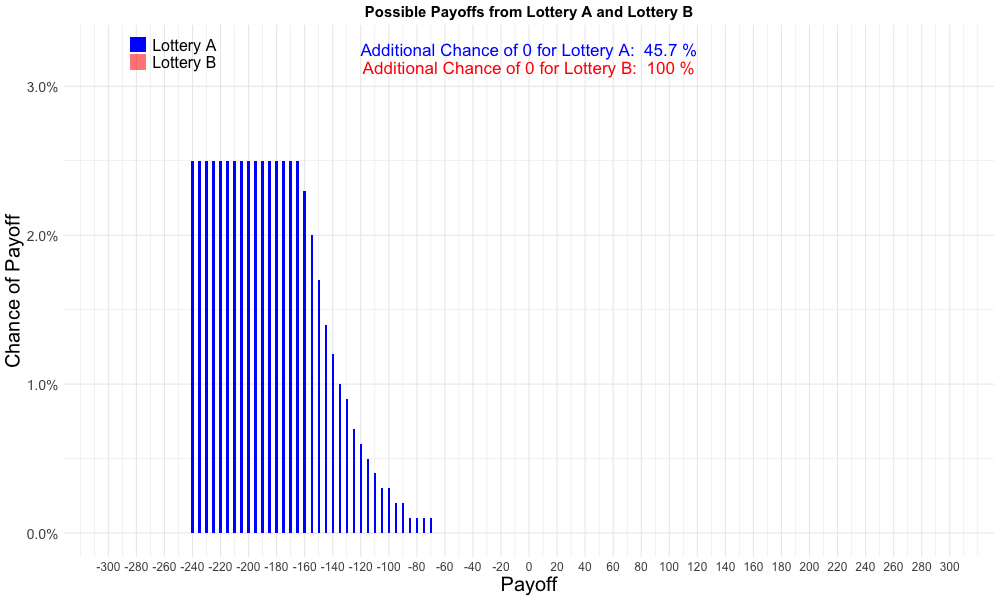 Possible Payoffs from Lottery A and Lottery B
Lottery A
Lottery B
Additional Chance of 0 for Lottery A:  45.7 %
Additional Chance of 0 for Lottery B:  100 %
Chance of Payoff
3.0%
2.0%
1.0%
0.0%
-300 -280 -260 -240 -220 -200 -180 -160 -140 -120 -100 -80 -60 -40 -20 0 20 40 60 80 100 120 140 160 180 200 220 240 260 280 300
Payoff